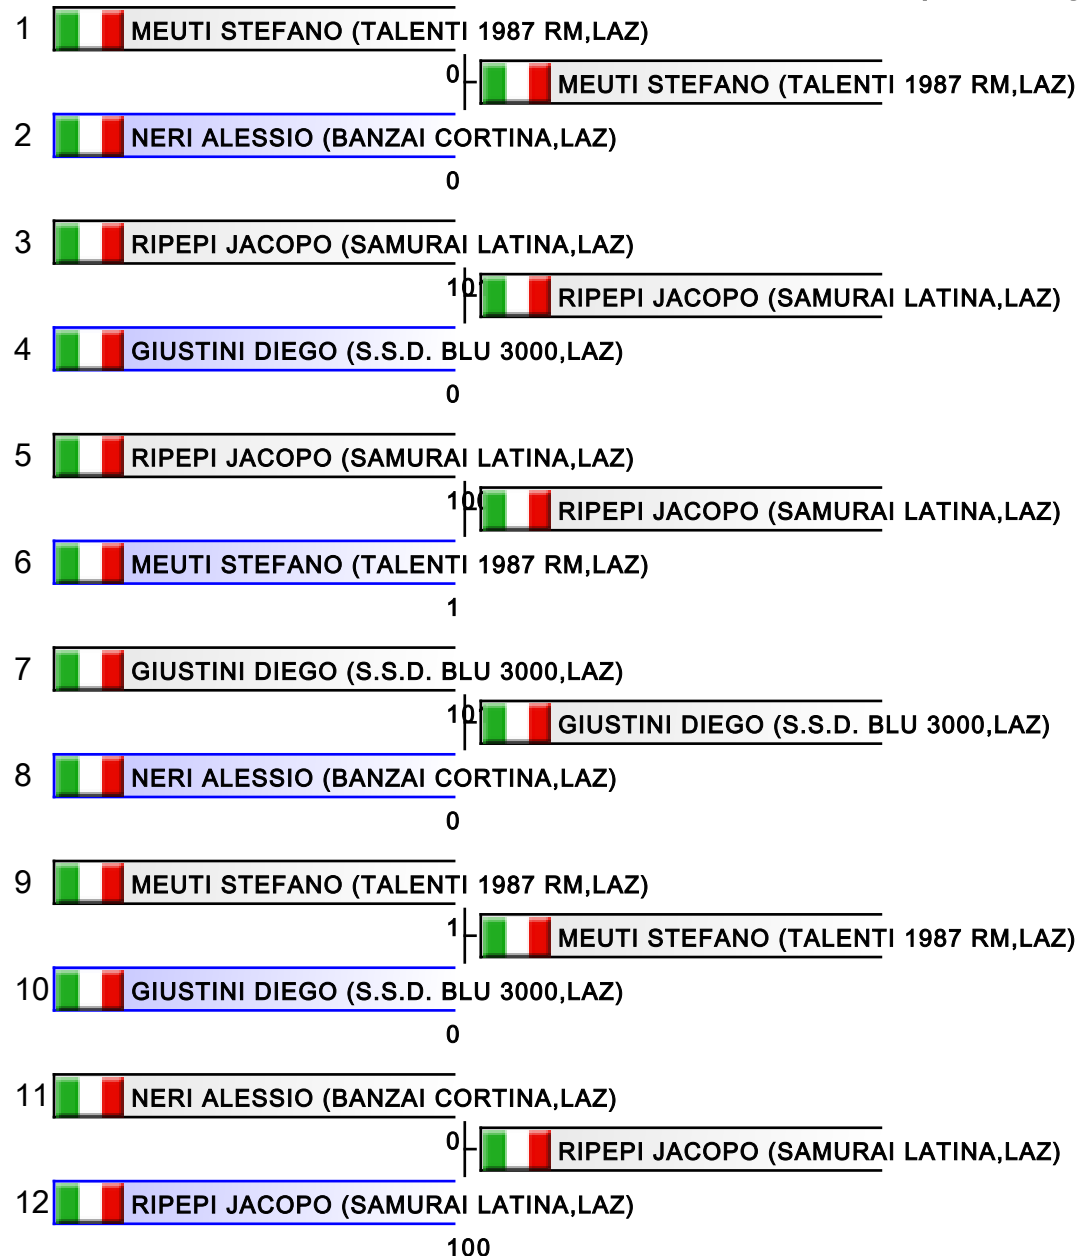 1 MEUTI STEFANO (TALENTI 1987 RM,LAZ)
0 MEUTI STEFANO (TALENTI 1987 RM,LAZ)
2 NERI ALESSIO (BANZAI CORTINA,LAZ)
0
3 RIPEPI JACOPO (SAMURAI LATINA,LAZ)
RIPEPI JACOPO (SAMURAI LATINA,LAZ)
4 GIUSTINI DIEGO (S.S.D. BLU 3000,LAZ)
0
5 RIPEPI JACOPO (SAMURAI LATINA,LAZ)
RIPEPI JACOPO (SAMURAI LATINA,LAZ)
6 MEUTI STEFANO (TALENTI 1987 RM,LAZ)
1
7 GIUSTINI DIEGO (S.S.D. BLU 3000,LAZ)
GIUSTINI DIEGO (S.S.D. BLU 3000,LAZ)
8 NERI ALESSIO (BANZAI CORTINA,LAZ)
0
9 MEUTI STEFANO (TALENTI 1987 RM,LAZ)
1 MEUTI STEFANO (TALENTI 1987 RM,LAZ)
10 GIUSTINI DIEGO (S.S.D. BLU 3000,LAZ)
0
11 NERI ALESSIO (BANZAI CORTINA,LAZ)
0 RIPEPI JACOPO (SAMURAI LATINA,LAZ)
12 RIPEPI JACOPO (SAMURAI LATINA,LAZ)
100